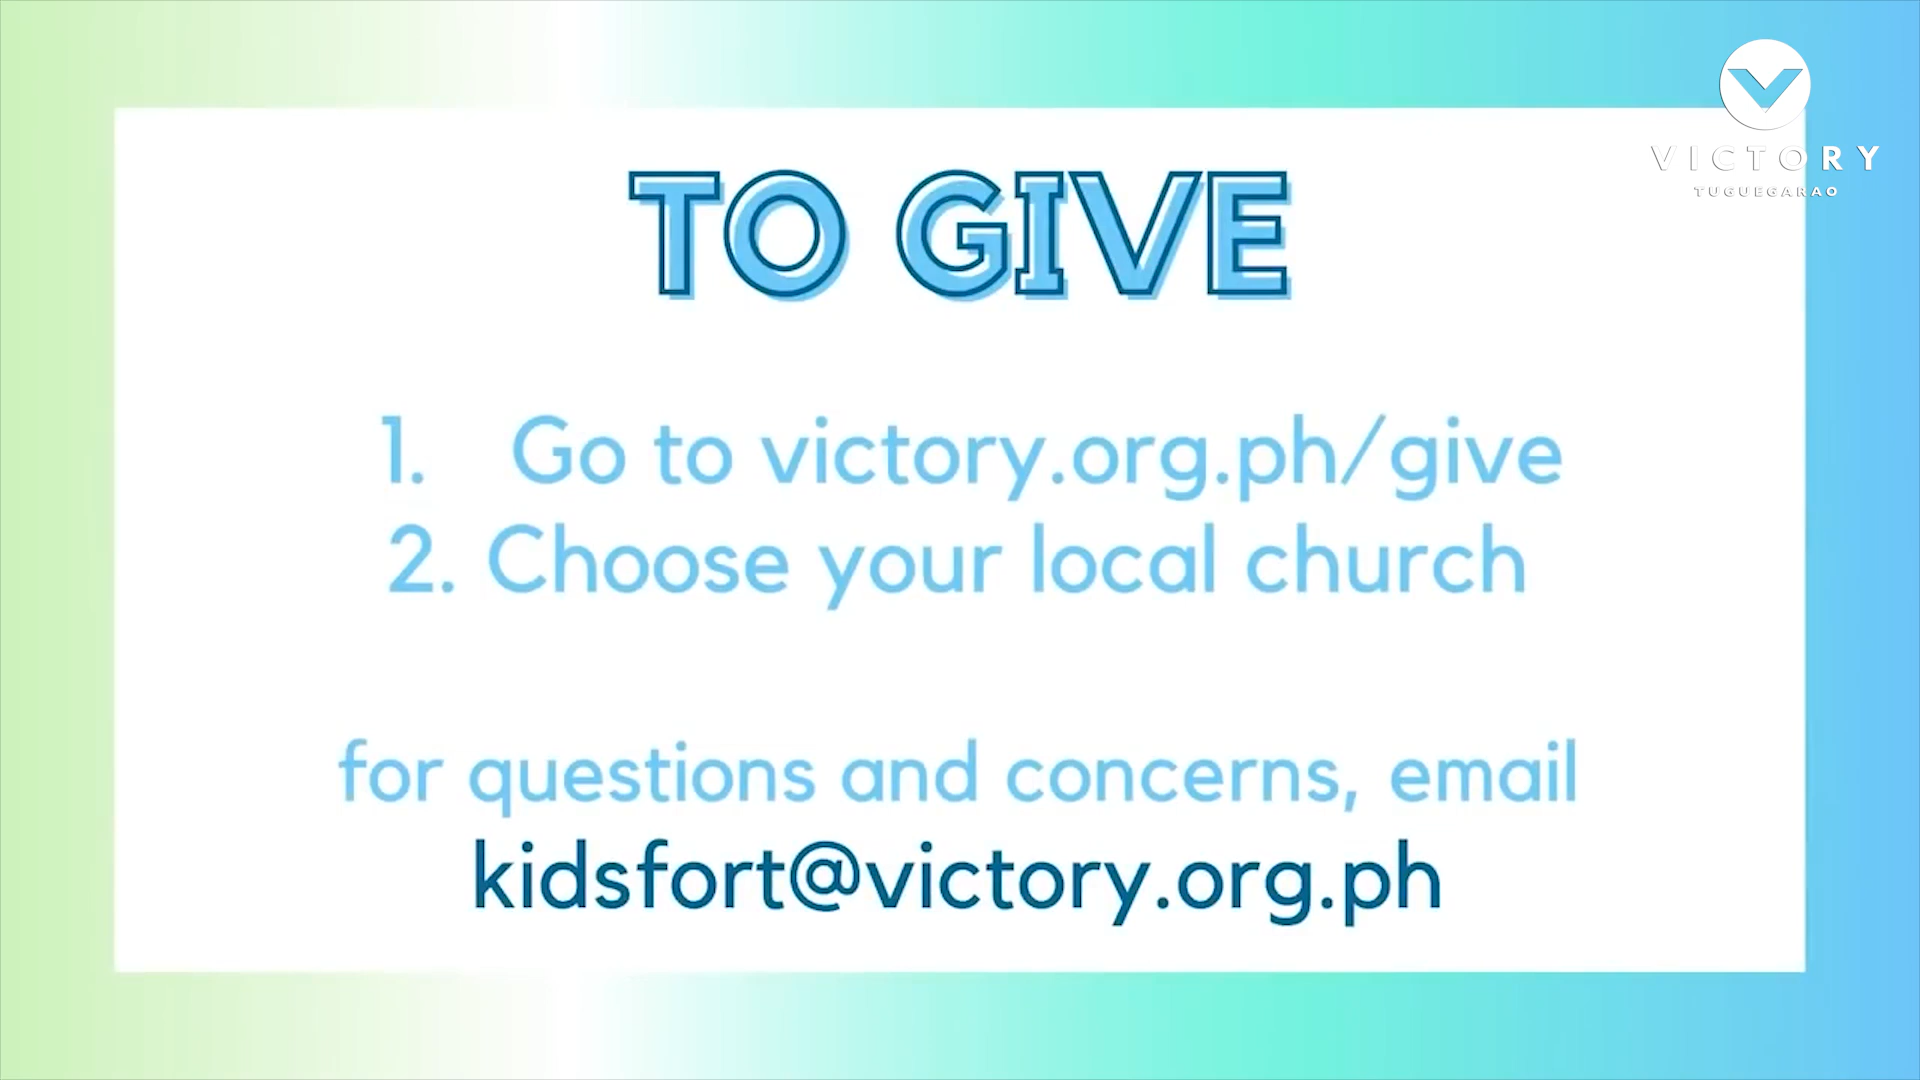 VICTORY
TUGUEGARAO
TO GIVE
1. Go to victory.org.ph/give
2. Choose your local church
for questions and concerns, email
kidsfort@victory.org.ph